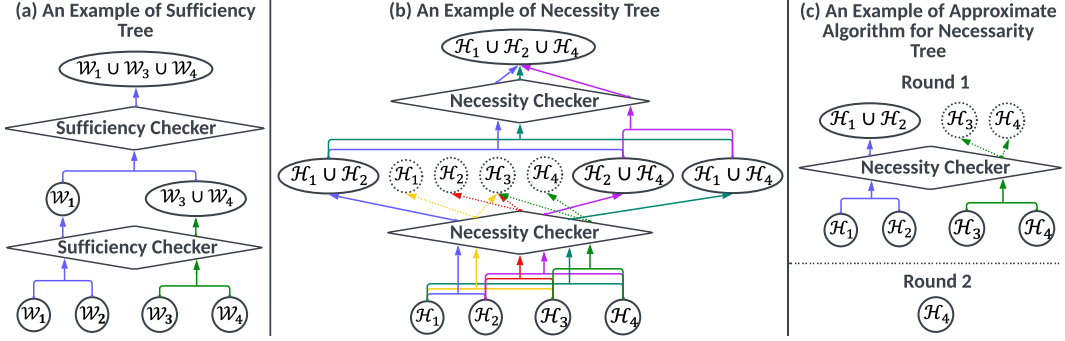 (a) An Example of Sufficiency
Tree
𝒲₁ ∪ 𝒲₃ ∪ 𝒲₄
Sufficiency Checker
𝒲₁
𝒲₃ ∪ 𝒲₄
Sufficiency Checker
𝒲₁ 𝒲₂ 𝒲₃ 𝒲₄
(b) An Example of Necessity Tree
ℋ₁ ∪ ℋ₂ ∪ ℋ₄
Necessity Checker
ℋ₁ ∪ ℋ₂ ℋ₁ ℋ₂ ℋ₃ ℋ₄ ℋ₂ ∪ ℋ₄ ℋ₁ ∪ ℋ₄
Necessity Checker
ℋ₁ ℋ₂ ℋ₃ ℋ₄
(c) An Example of Approximate
Algorithm for Necessarity
Tree
Round 1
ℋ₁ ∪ ℋ₂ ℋ₃ ℋ₄
Necessity Checker
ℋ₁ ℋ₂ ℋ₃ ℋ₄
Round 2
ℋ₄